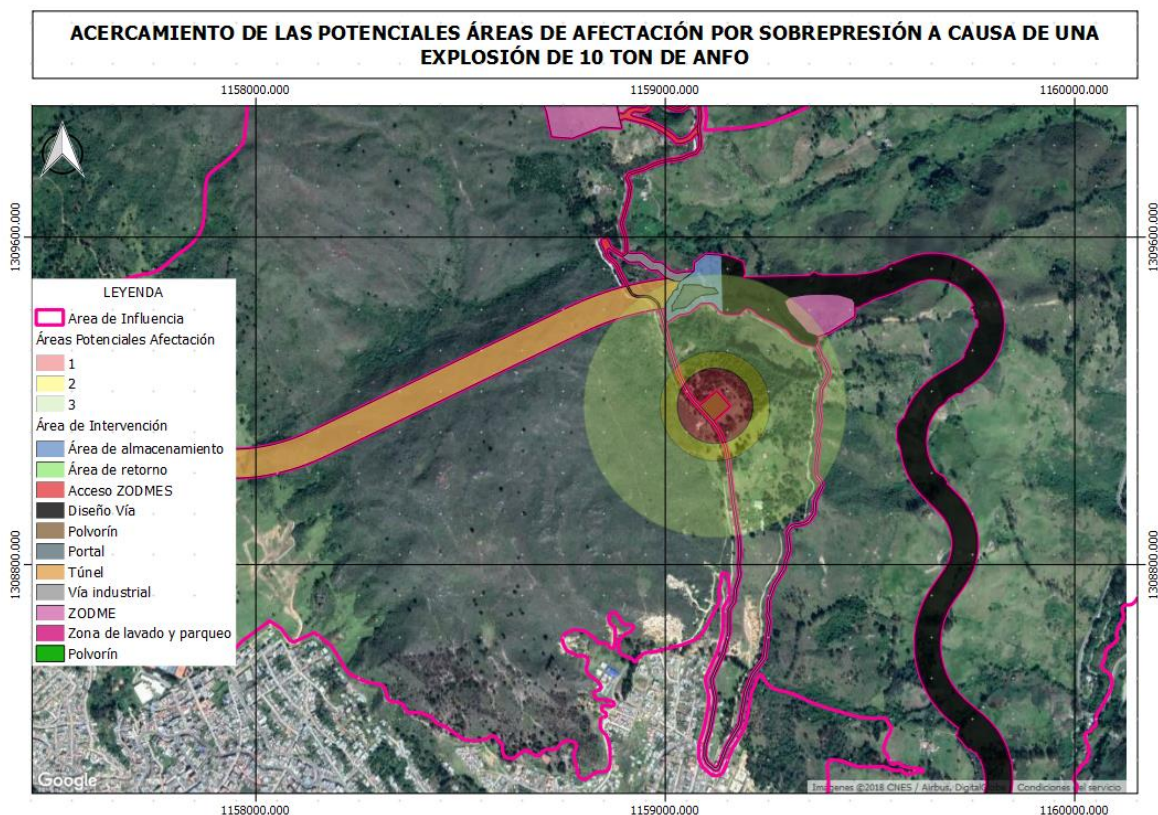 ACERCAMIENTO DE LAS POTENCIALES ÁREAS DE AFECTACIÓN POR SOBREPRESIÓN A CAUSA DE UNA
EXPLOSIÓN DE 10 TON DE ANFO
1158000.000
1159000.000
1160000.000
1309600.000
1309600.000
LEYENDA
Área de Influencia
Áreas Potenciales Afectación
1
2
3
Área de Intervención
Área de almacenamiento
Área de retorno
Acceso ZODMES
Diseño Vía
Polvorín
Portal
Túnel
Vía industrial
ZODME
Zona de lavado y parqueo
Polvorín
1308800.000
1308800.000
Google
Imágenes ©2018 CNES / Airbus, DigitalGlobe Condiciones del servicio
1158000.000
1159000.000
1160000.000